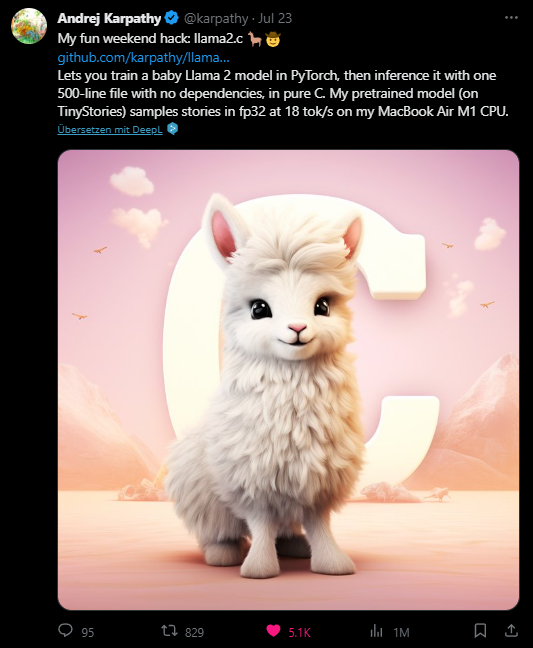 Andrej Karpathy @karpathy · Jul 23
My fun weekend hack: llama2.c 🦙🤠
github.com/karpathy/llama...
Lets you train a baby Llama 2 model in PyTorch, then inference it with one
500-line file with no dependencies, in pure C. My pretrained model (on
TinyStories) samples stories in fp32 at 18 tok/s on my MacBook Air M1 CPU.
Übersetzen mit DeepL
C
95 829 5.1K 1M